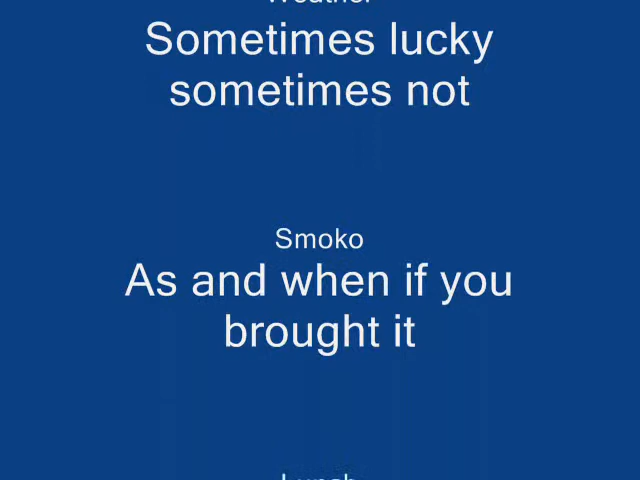 Weather
Sometimes lucky
sometimes not
Smoko
As and when if you
brought it
Lunch